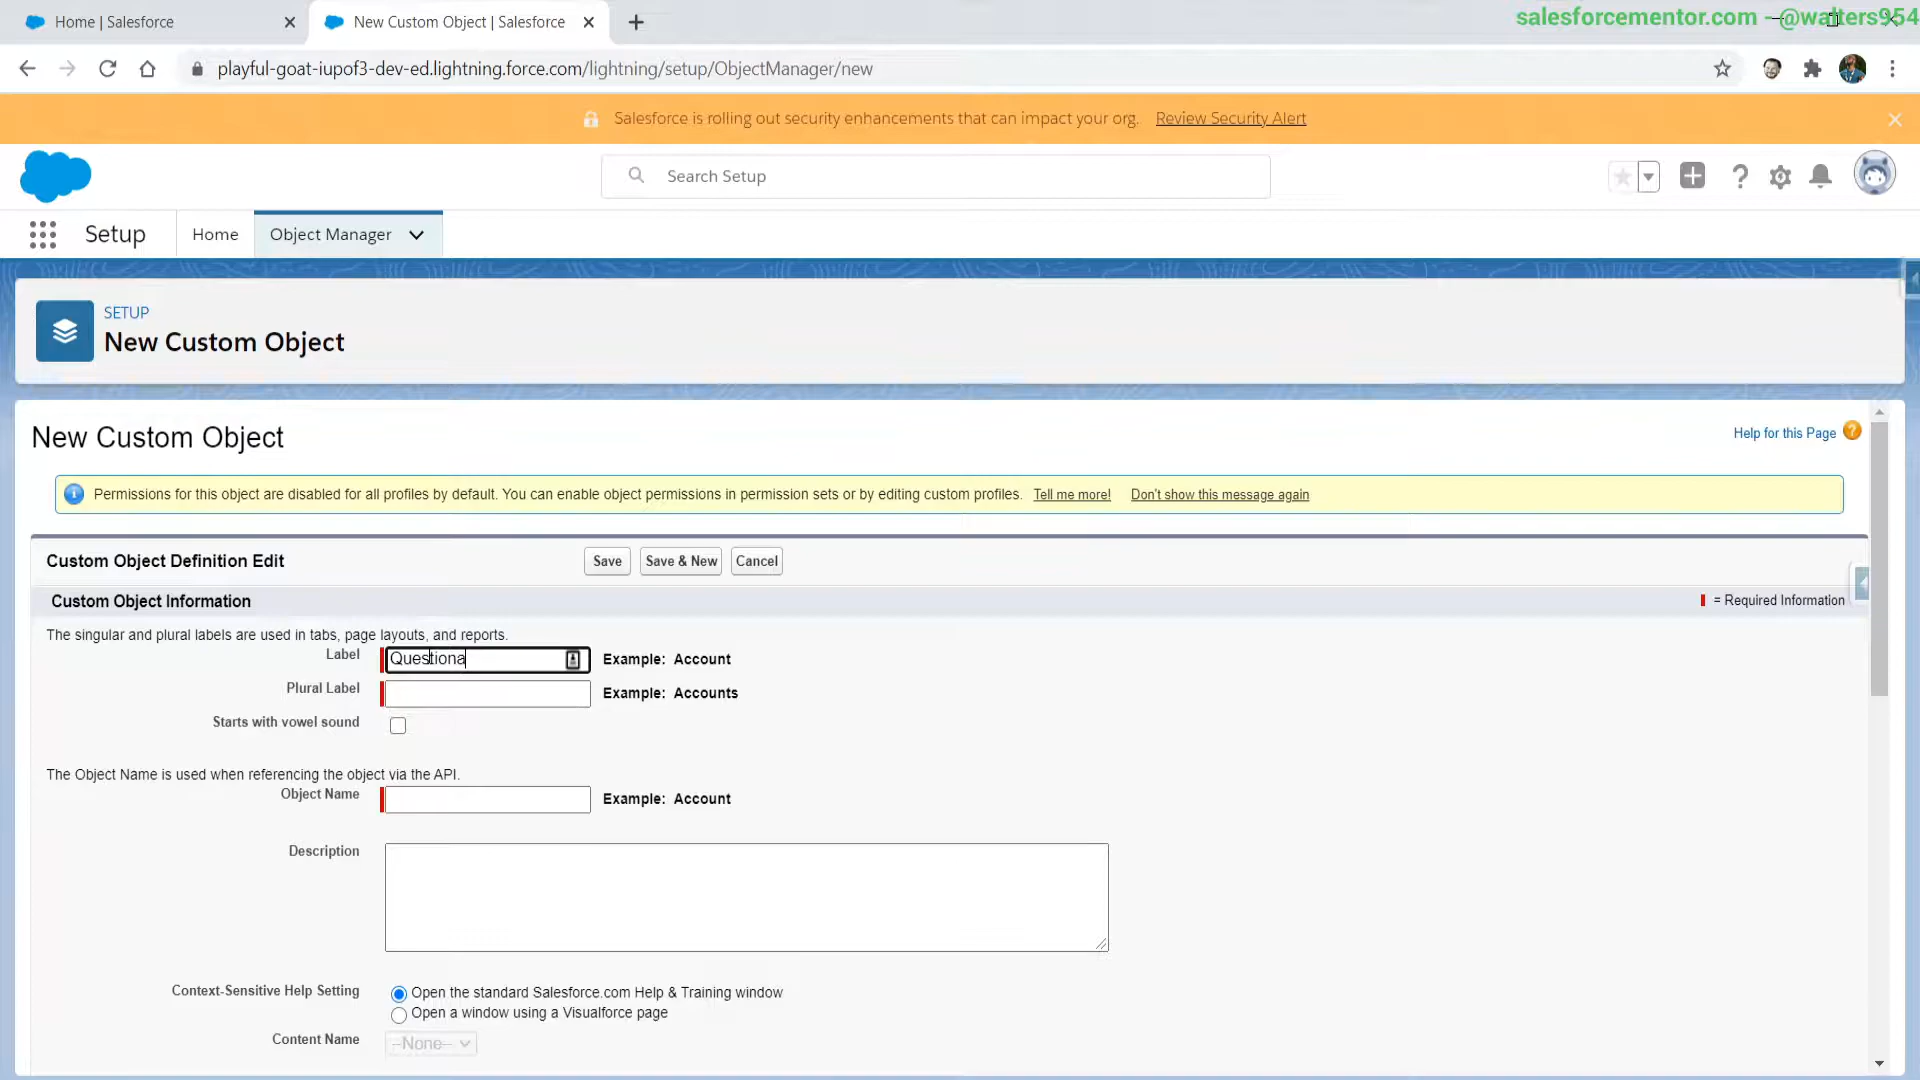 Home | Salesforce
New Custom Object | Salesforce
salesforcementor.com - @walters954
playful-goat-iupof3-dev-ed.lightning.force.com/lightning/setup/ObjectManager/new
Salesforce is rolling out security enhancements that can impact your org. Review Security Alert
Search Setup
Setup
Home
Object Manager
SETUP
New Custom Object
New Custom Object
Help for this Page
Permissions for this object are disabled for all profiles by default. You can enable object permissions in permission sets or by editing custom profiles. Tell me more! Don't show this message again
Custom Object Definition Edit
Save
Save & New
Cancel
Custom Object Information
= Required Information
The singular and plural labels are used in tabs, page layouts, and reports.
Label
Questiona
Example: Account
Plural Label
Example: Accounts
Starts with vowel sound
The Object Name is used when referencing the object via the API.
Object Name
Example: Account
Description
Context-Sensitive Help Setting
Open the standard Salesforce.com Help & Training window
Open a window using a Visualforce page
Content Name
--None--